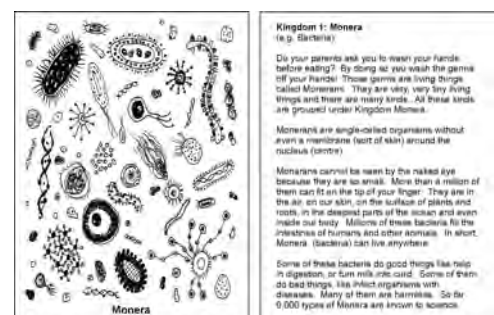 Monera
Kingdom 1: Monera
(e.g. Bacteria)
Do your parents ask you to wash your hands
before eating? By doing so you wash the germs
off your hands! Those germs are living things
called Monerans. They are very, very tiny living
things and there are many kinds. All these kinds
are grouped under Kingdom Monera.
Monerans are single-celled organisms without
even a membrane (sort of skin) around the
nucleus (centre)
Monerans cannot be seen by the naked eye
because they are so small. More than a million of
them can fit on the tip of your finger. They are in
the air, on our skin, on the surface of plants and
roots, in the deepest parts of the ocean and even
inside our body. Millions of these bacteria fill the
intestines of humans and other animals. In short,
Monera (bacteria) can live anywhere.
Some of these bacteria do good things like help
in digestion, or turn milk into curd. Some of them
do bad things, like infect organisms with
diseases. Many of them are harmless. So far
9,000 types of Monera are known to science.